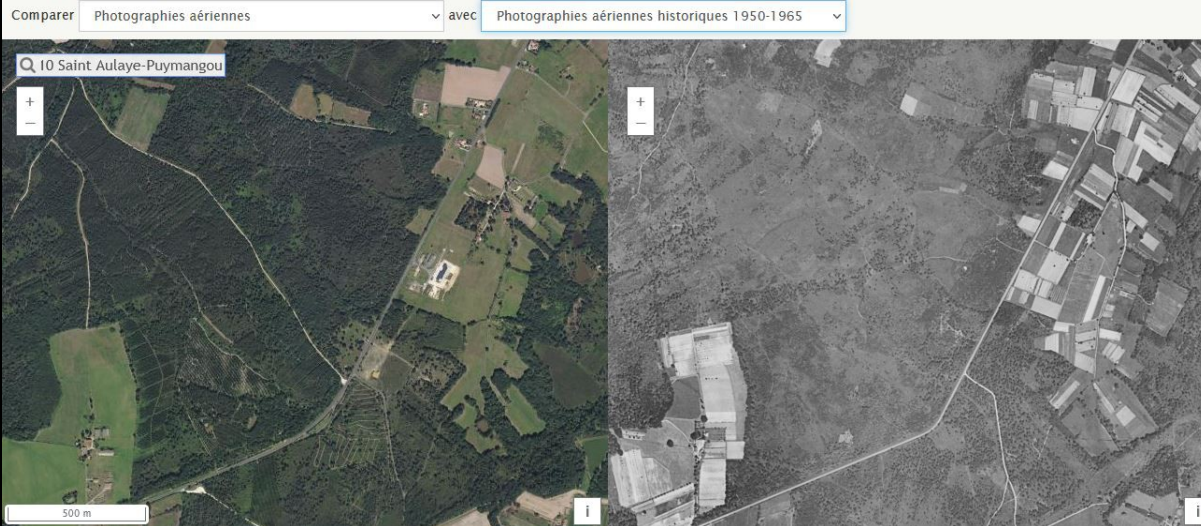 Comparer Photographies aériennes avec Photographies aériennes historiques 1950-1965
10 Saint Aulaye-Puymangou
+
−
+
−
500 m
i